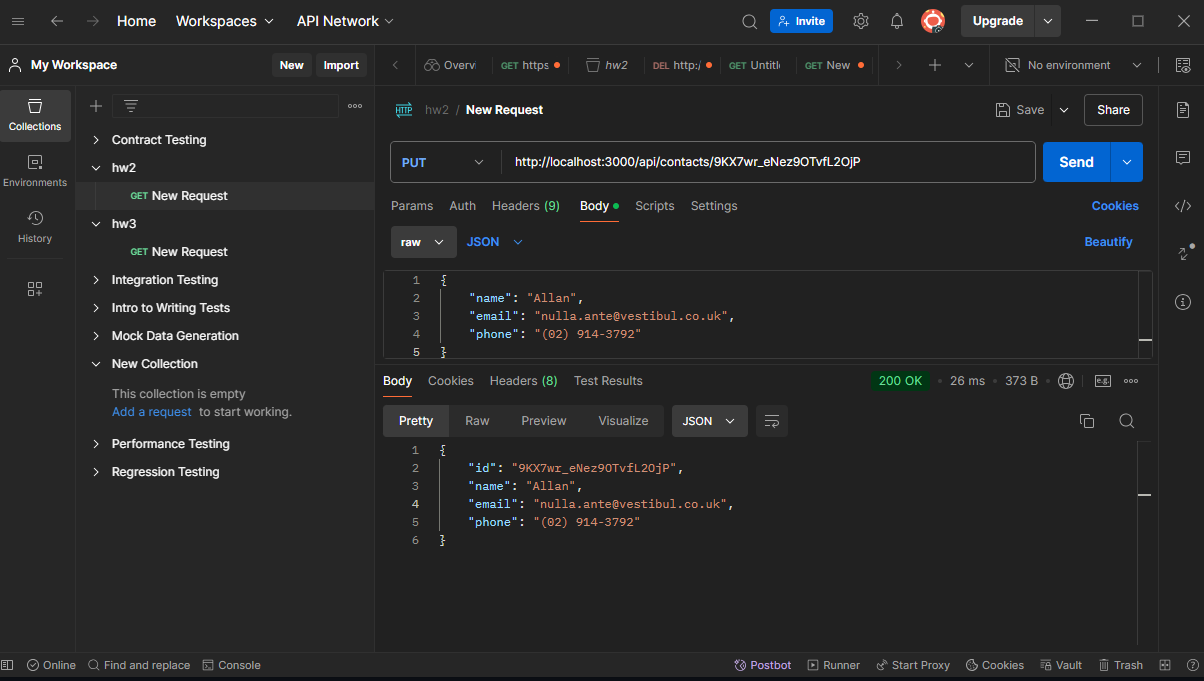 Home Workspaces API Network Invite Upgrade
My Workspace New Import Overvi GET https DEL http:/ GET Untitle GET New No environment
hw2
Collections
Environments
History
Contract Testing
hw2
GET New Request
hw3
GET New Request
Integration Testing
Intro to Writing Tests
Mock Data Generation
New Collection
This collection is empty
Add a request to start working.
Performance Testing
Regression Testing
HTTP hw2 / New Request Save Share
PUT http://localhost:3000/api/contacts/9KX7wr_eNez9OTvfL2OjP Send
Params Auth Headers (9) Body Scripts Settings Cookies
raw JSON Beautify
1 {
2 "name": "Allan",
3 "email": "nulla.ante@vestibul.co.uk",
4 "phone": "(02) 914-3792"
5 }
Body Cookies Headers (8) Test Results 200 OK 26 ms 373 B e.g.
Pretty Raw Preview Visualize JSON
1 {
2 "id": "9KX7wr_eNez9OTvfL2OjP",
3 "name": "Allan",
4 "email": "nulla.ante@vestibul.co.uk",
5 "phone": "(02) 914-3792"
6 }
Online Find and replace Console Postbot Runner Start Proxy Cookies Vault Trash